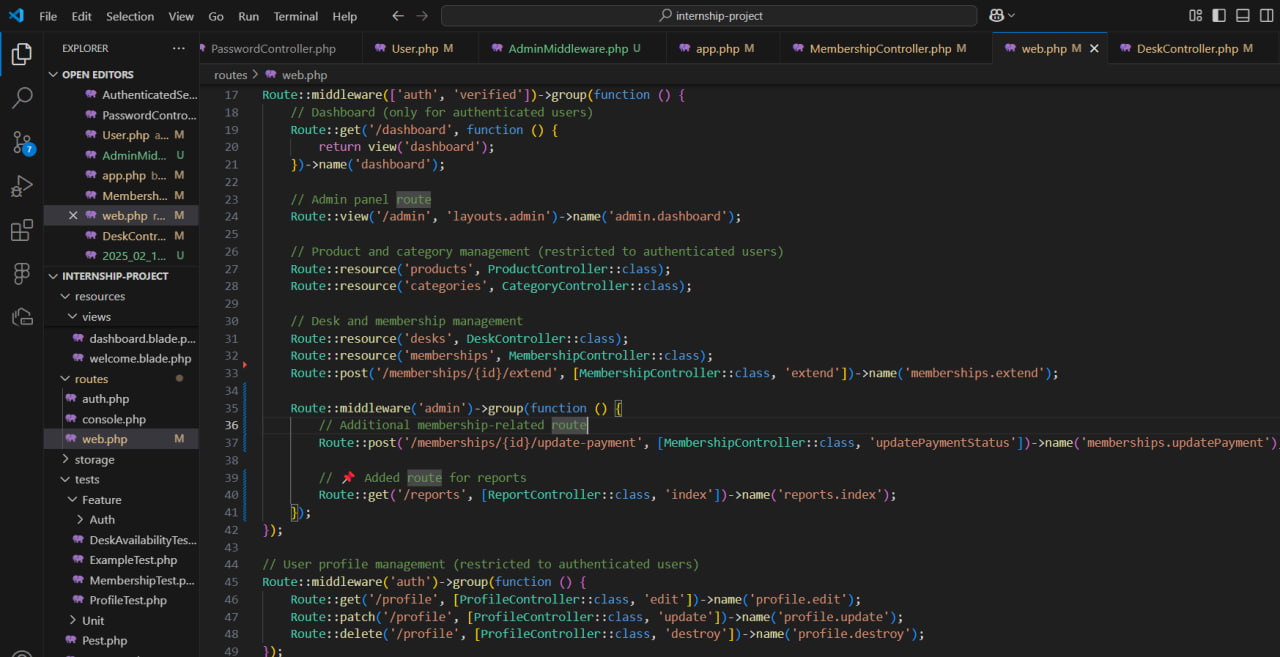 File Edit Selection View Go Run Terminal Help
internship-project
EXPLORER
PasswordController.php
User.php M
AdminMiddleware.php U
app.php M
MembershipController.php M
web.php M
DeskController.php M
OPEN EDITORS
AuthenticatedSe...
PasswordContro...
User.php a... M
AdminMid... U
app.php b... M
Membersh... M
web.php r... M
DeskContr... M
2025_02_1... U
7
INTERNSHIP-PROJECT
resources
views
dashboard.blade.p...
welcome.blade.php
routes
auth.php
console.php
web.php M
storage
tests
Feature
Auth
DeskAvailabilityTes...
ExampleTest.php
MembershipTest.p...
ProfileTest.php
Unit
Pest.php
routes > web.php
17 Route::middleware(['auth', 'verified'])->group(function () {
18 // Dashboard (only for authenticated users)
19 Route::get('/dashboard', function () {
20 return view('dashboard');
21 })->name('dashboard');
22
23 // Admin panel route
24 Route::view('/admin', 'layouts.admin')->name('admin.dashboard');
25
26 // Product and category management (restricted to authenticated users)
27 Route::resource('products', ProductController::class);
28 Route::resource('categories', CategoryController::class);
29
30 // Desk and membership management
31 Route::resource('desks', DeskController::class);
32 Route::resource('memberships', MembershipController::class);
33 Route::post('/memberships/{id}/extend', [MembershipController::class, 'extend'])->name('memberships.extend');
34
35 Route::middleware('admin')->group(function () {
36 // Additional membership-related route
37 Route::post('/memberships/{id}/update-payment', [MembershipController::class, 'updatePaymentStatus'])->name('memberships.updatePayment')
38
39 // 📌 Added route for reports
40 Route::get('/reports', [ReportController::class, 'index'])->name('reports.index');
41 });
42 });
43
44 // User profile management (restricted to authenticated users)
45 Route::middleware('auth')->group(function () {
46 Route::get('/profile', [ProfileController::class, 'edit'])->name('profile.edit');
47 Route::patch('/profile', [ProfileController::class, 'update'])->name('profile.update');
48 Route::delete('/profile', [ProfileController::class, 'destroy'])->name('profile.destroy');
49 });